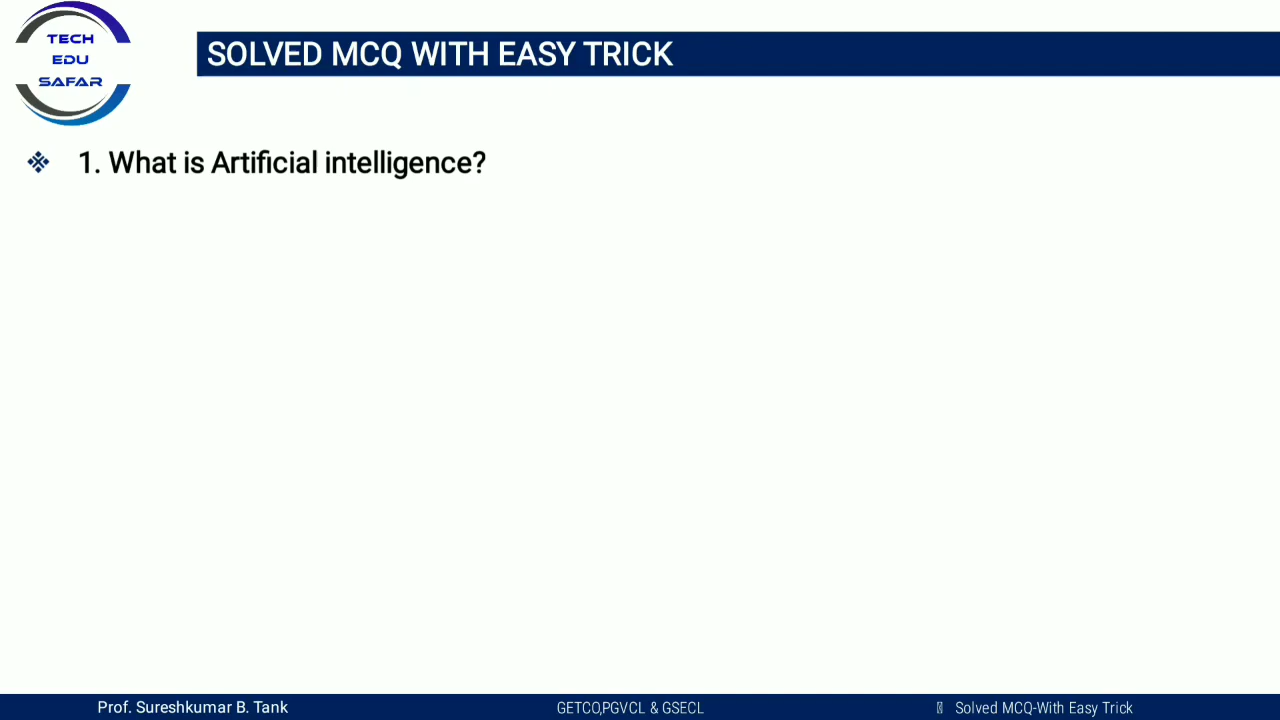 TECH
EDU
SAFAR
SOLVED MCQ WITH EASY TRICK
1. What is Artificial intelligence?
Prof. Sureshkumar B. Tank
GETCO,PGVCL & GSECL
Solved MCQ-With Easy Trick